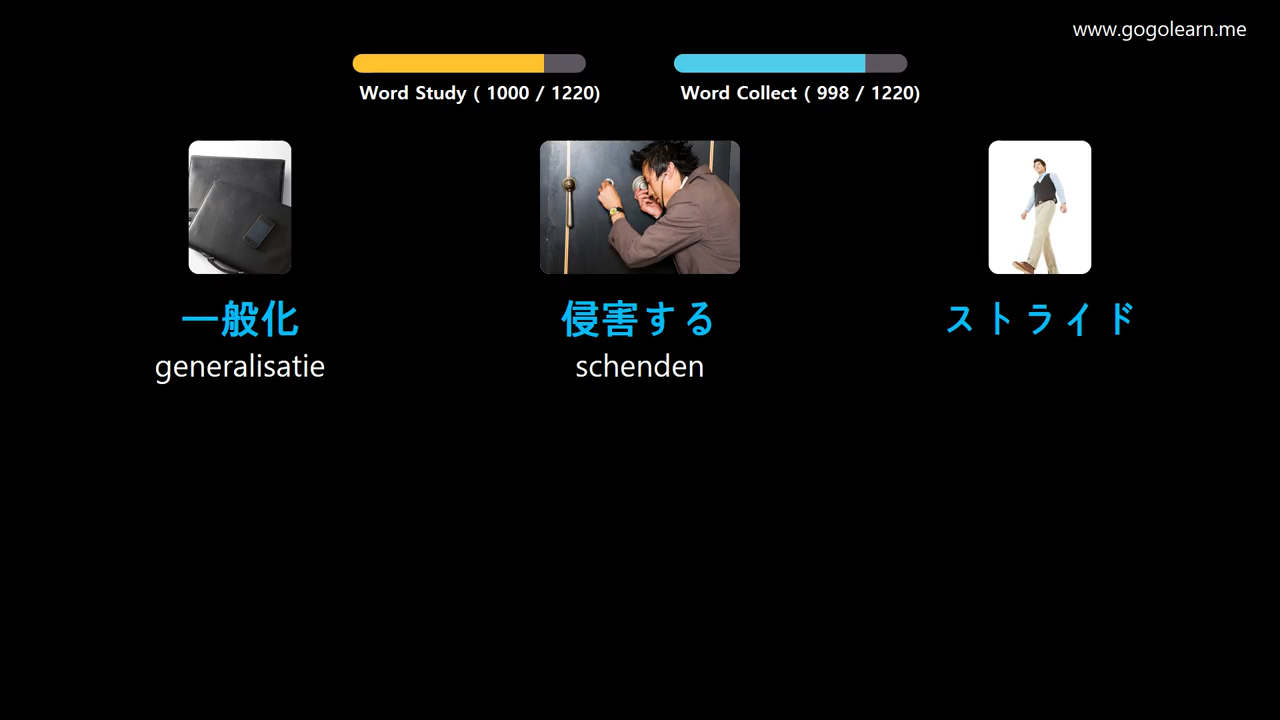 www.gogolearn.me
Word Study ( 1000 / 1220)
Word Collect ( 998 / 1220)
一般化
侵害する
ストライド
generalisatie
schenden